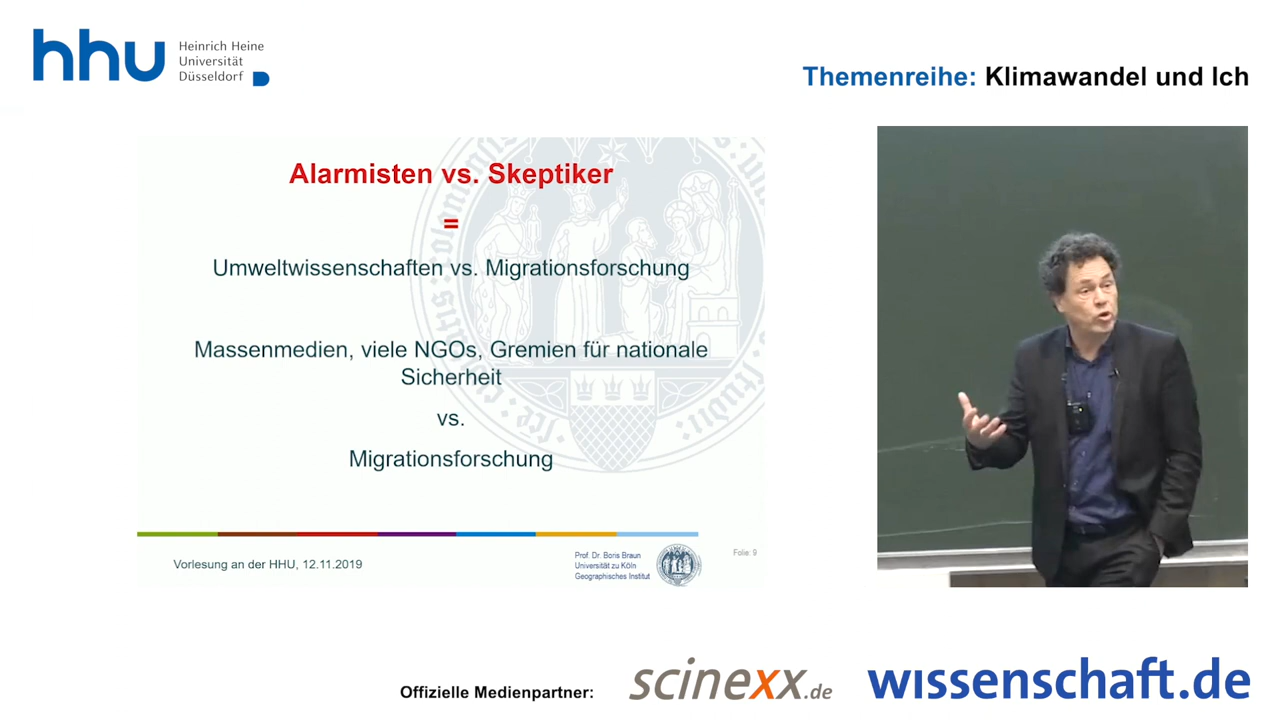 hhu Heinrich Heine
Universität
Düsseldorf
Themenreihe: Klimawandel und Ich
Alarmisten vs. Skeptiker
=
Umweltwissenschaften vs. Migrationsforschung
Massenmedien, viele NGOs, Gremien für nationale
Sicherheit
vs.
Migrationsforschung
Vorlesung an der HHU, 12.11.2019
Prof. Dr. Boris Braun
Universität zu Köln
Geographisches Institut
Folie: 9
Offizielle Medienpartner:
scinexx.de
wissenschaft.de